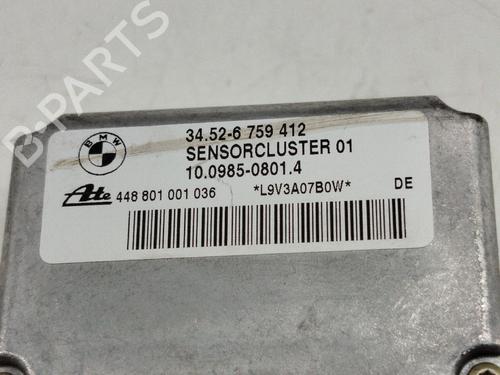 B-PARTS
BMW
34.52-6 759 412
SENSORCLUSTER 01
10.0985-0801.4
Ate 448 801 001 036 *L9V3A07B0W* DE